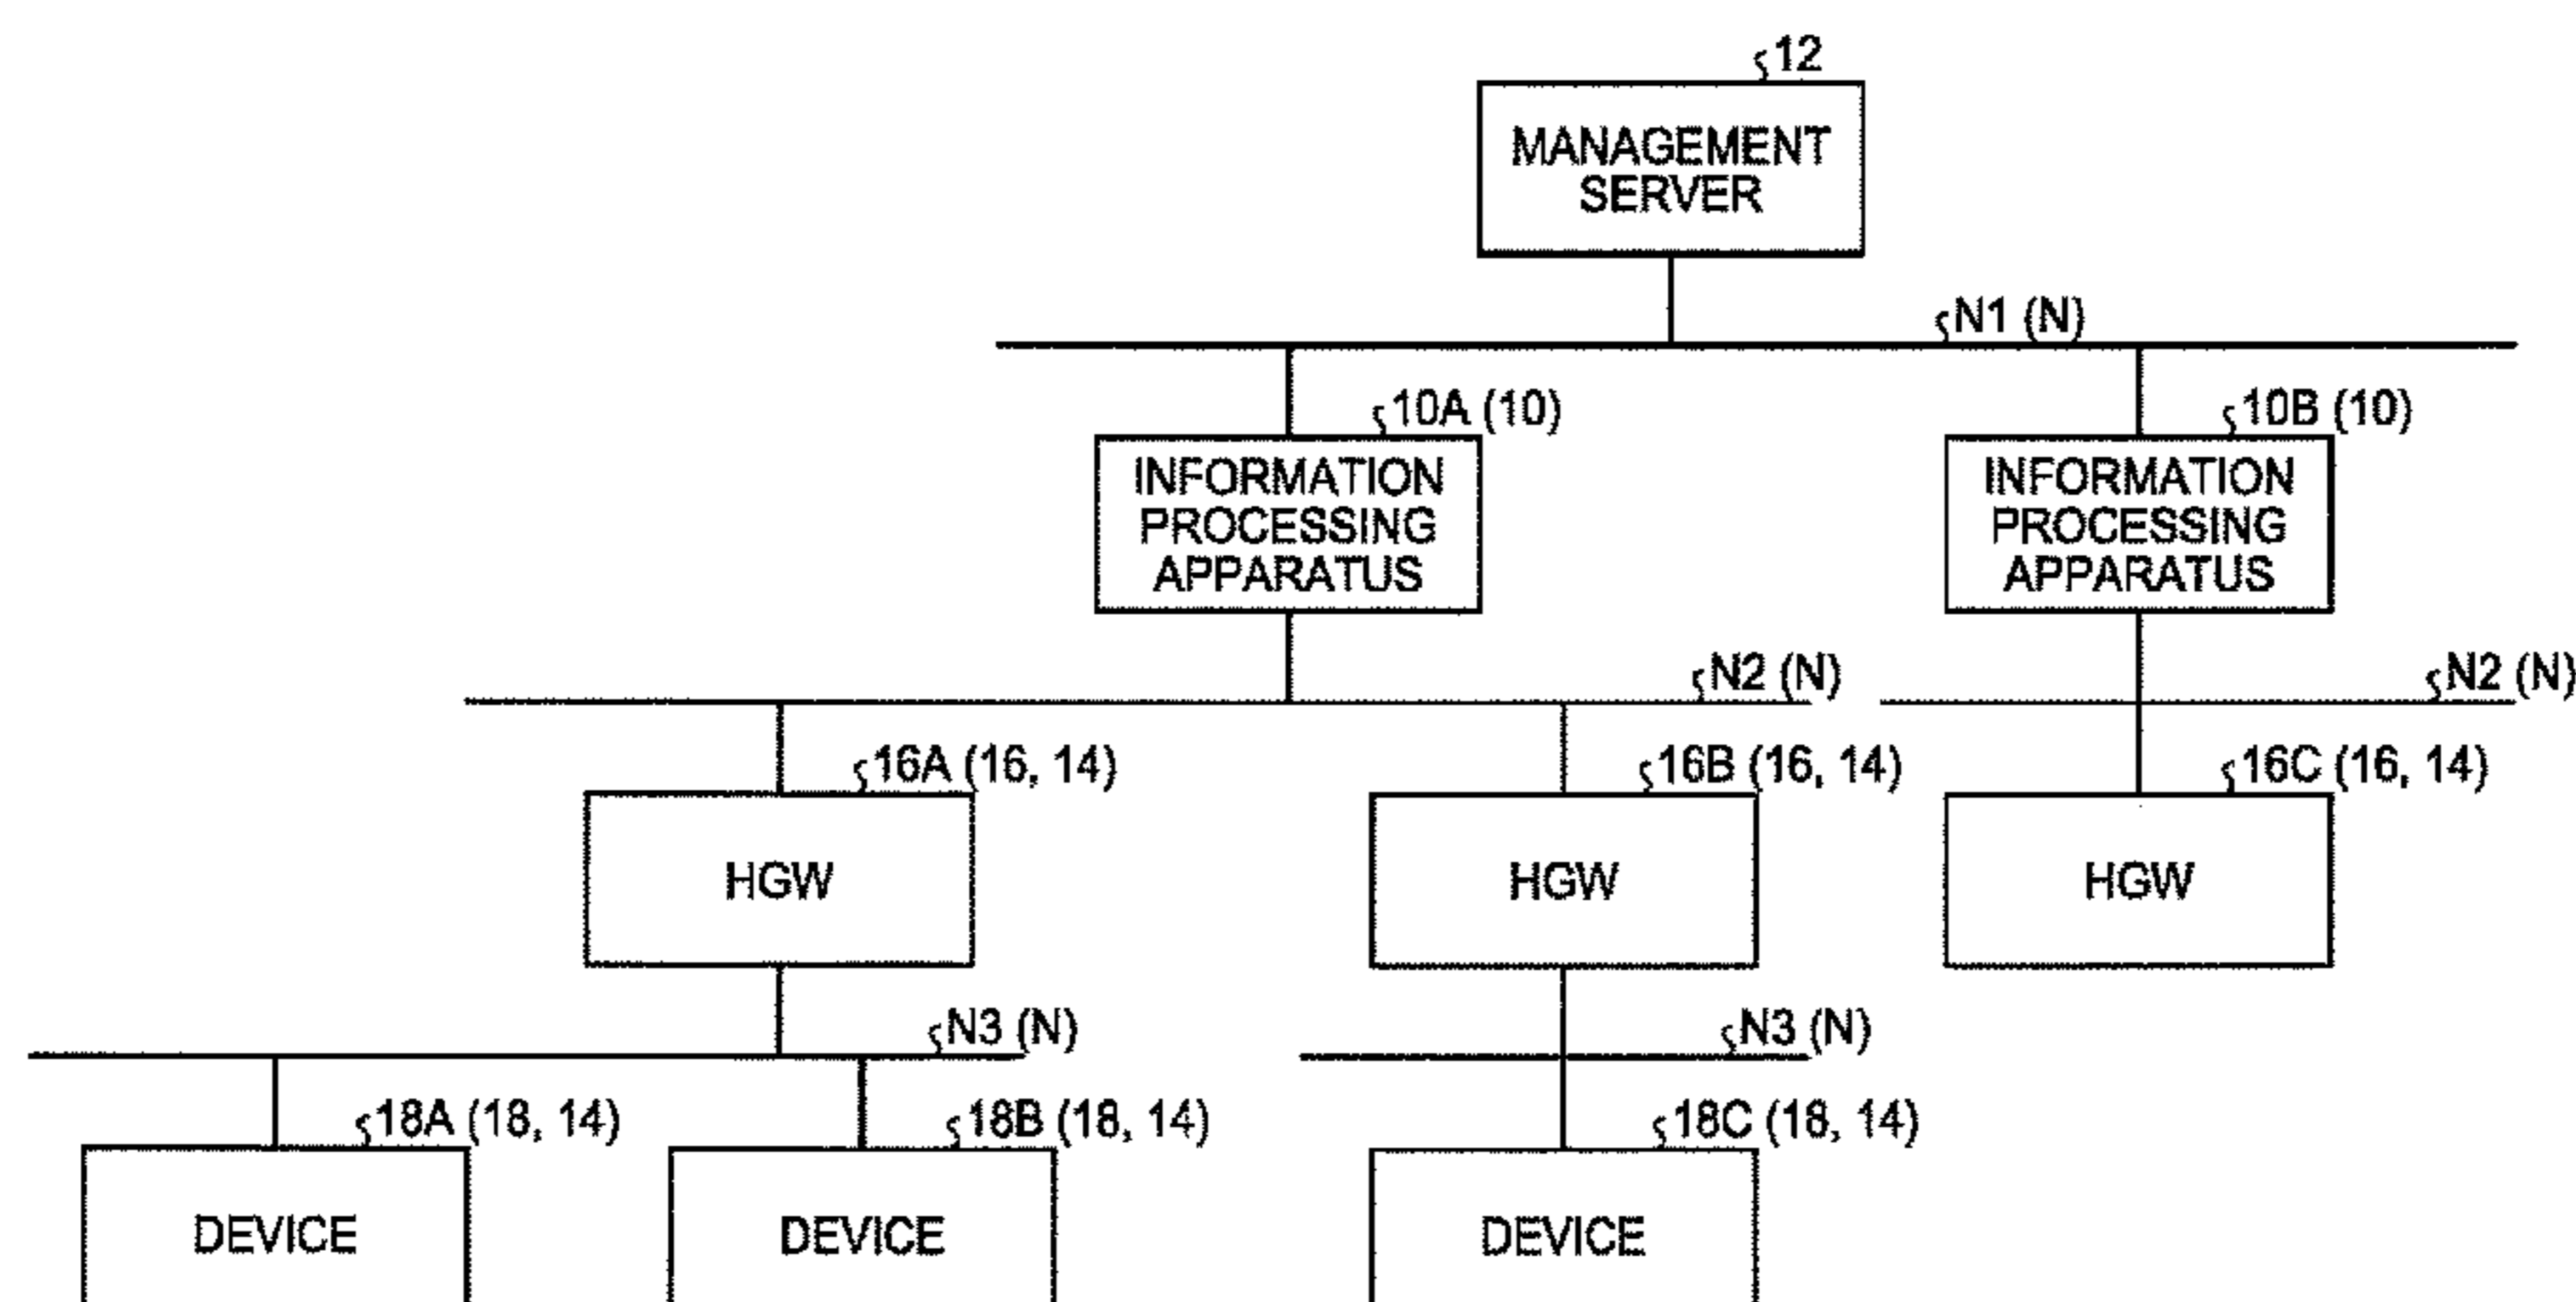 12
MANAGEMENT
SERVER
N1 (N)
10A (10)
10B (10)
INFORMATION
PROCESSING
APPARATUS
INFORMATION
PROCESSING
APPARATUS
N2 (N)
N2 (N)
16A (16, 14)
16B (16, 14)
16C (16, 14)
HGW
HGW
HGW
N3 (N)
N3 (N)
18A (18, 14)
18B (18, 14)
18C (18, 14)
DEVICE
DEVICE
DEVICE